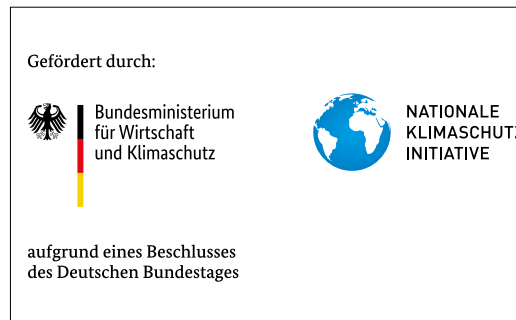 Gefördert durch:
Bundesministerium
für Wirtschaft
und Klimaschutz
NATIONALE
KLIMASCHUTZ
INITIATIVE
aufgrund eines Beschlusses
des Deutschen Bundestages